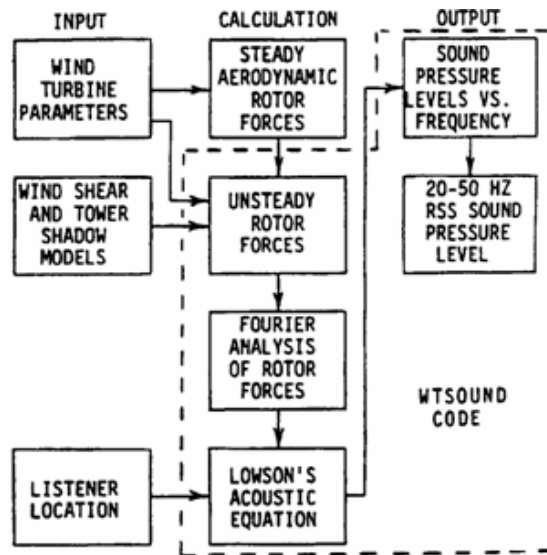 INPUT
CALCULATION
OUTPUT
WIND
TURBINE
PARAMETERS
STEADY
AERODYNAMIC
ROTOR
FORCES
SOUND
PRESSURE
LEVELS VS.
FREQUENCY
WIND SHEAR
AND TOWER
SHADOW
MODELS
UNSTEADY
ROTOR
FORCES
20-50 HZ
RSS SOUND
PRESSURE
LEVEL
FOURIER
ANALYSIS
OF ROTOR
FORCES
WTSOUND
CODE
LISTENER
LOCATION
LOWSON'S
ACOUSTIC
EQUATION